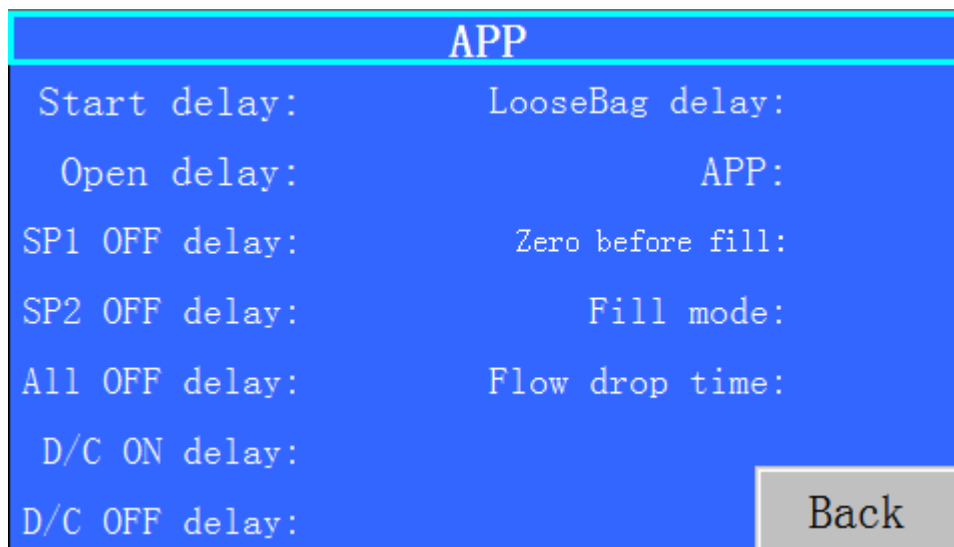 APP
Start delay:
LooseBag delay:
Open delay:
APP:
SP1 OFF delay:
Zero before fill:
SP2 OFF delay:
Fill mode:
All OFF delay:
Flow drop time:
D/C ON delay:
D/C OFF delay:
Back